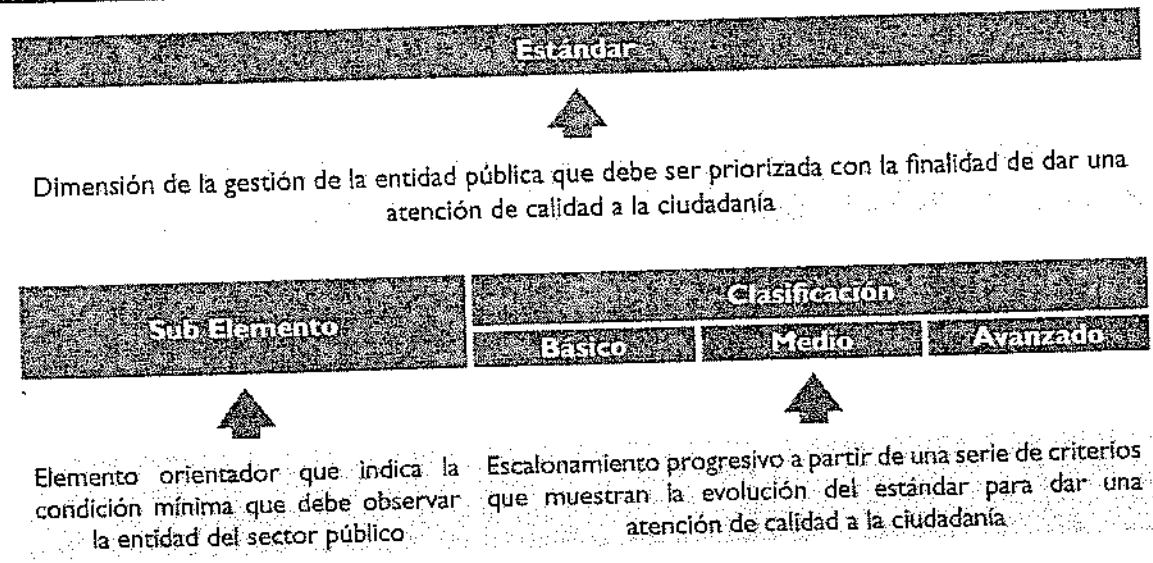 Estándar
Dimensión de la gestión de la entidad pública que debe ser priorizada con la finalidad de dar una
atención de calidad a la ciudadanía
Sub Elemento
Clasificación
Básico
Medio
Avanzado
Elemento orientador que indica la
condición mínima que debe observar
la entidad del sector público
Escalonamiento progresivo a partir de una serie de criterios
que muestran la evolución del estándar para dar una
atención de calidad a la ciudadanía